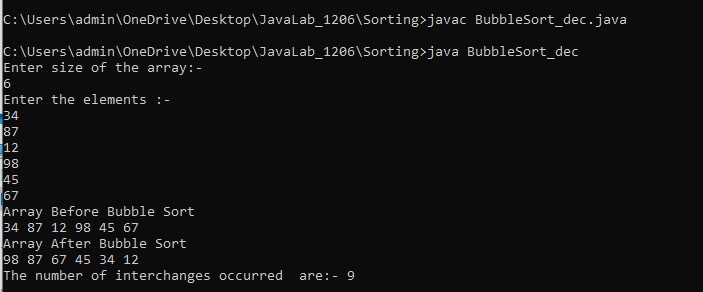 C:\Users\admin\OneDrive\Desktop\JavaLab_1206\Sorting>javac BubbleSort_dec.java
C:\Users\admin\OneDrive\Desktop\JavaLab_1206\Sorting>java BubbleSort_dec
Enter size of the array:-
6
Enter the elements :-
34
87
12
98
45
67
Array Before Bubble Sort
34 87 12 98 45 67
Array After Bubble Sort
98 87 67 45 34 12
The number of interchanges occurred  are:- 9